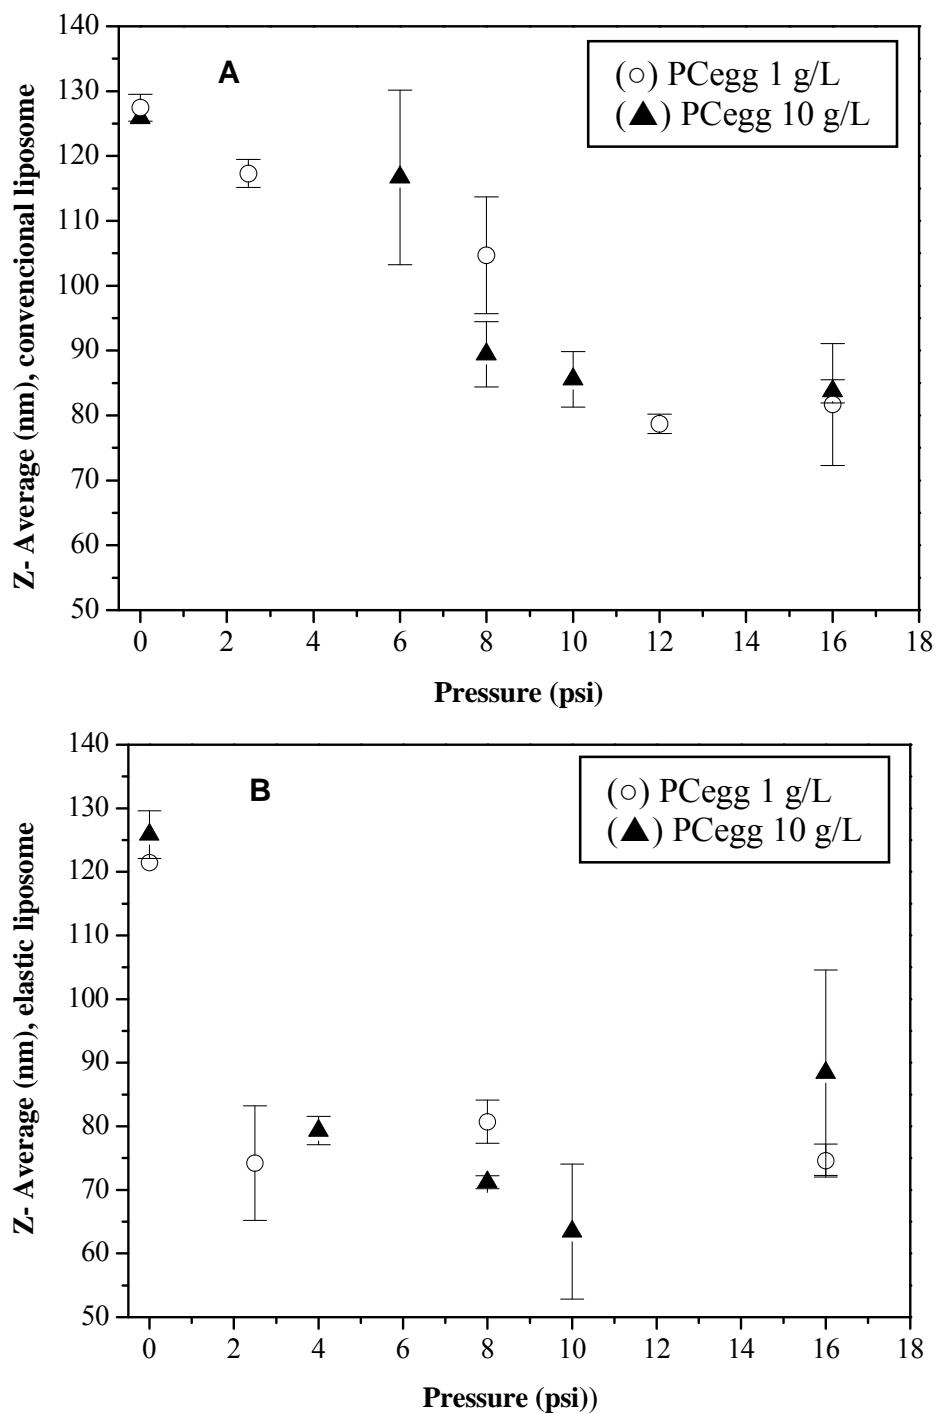 140
130
120
110
100
90
80
70
60
50
Z- Average (nm), convencional liposome
A
(○) PCegg 1 g/L
(▲) PCegg 10 g/L
0 2 4 6 8 10 12 14 16 18
Pressure (psi)
140
130
120
110
100
90
80
70
60
50
Z- Average (nm), elastic liposome
B
(○) PCegg 1 g/L
(▲) PCegg 10 g/L
0 2 4 6 8 10 12 14 16 18
Pressure (psi))